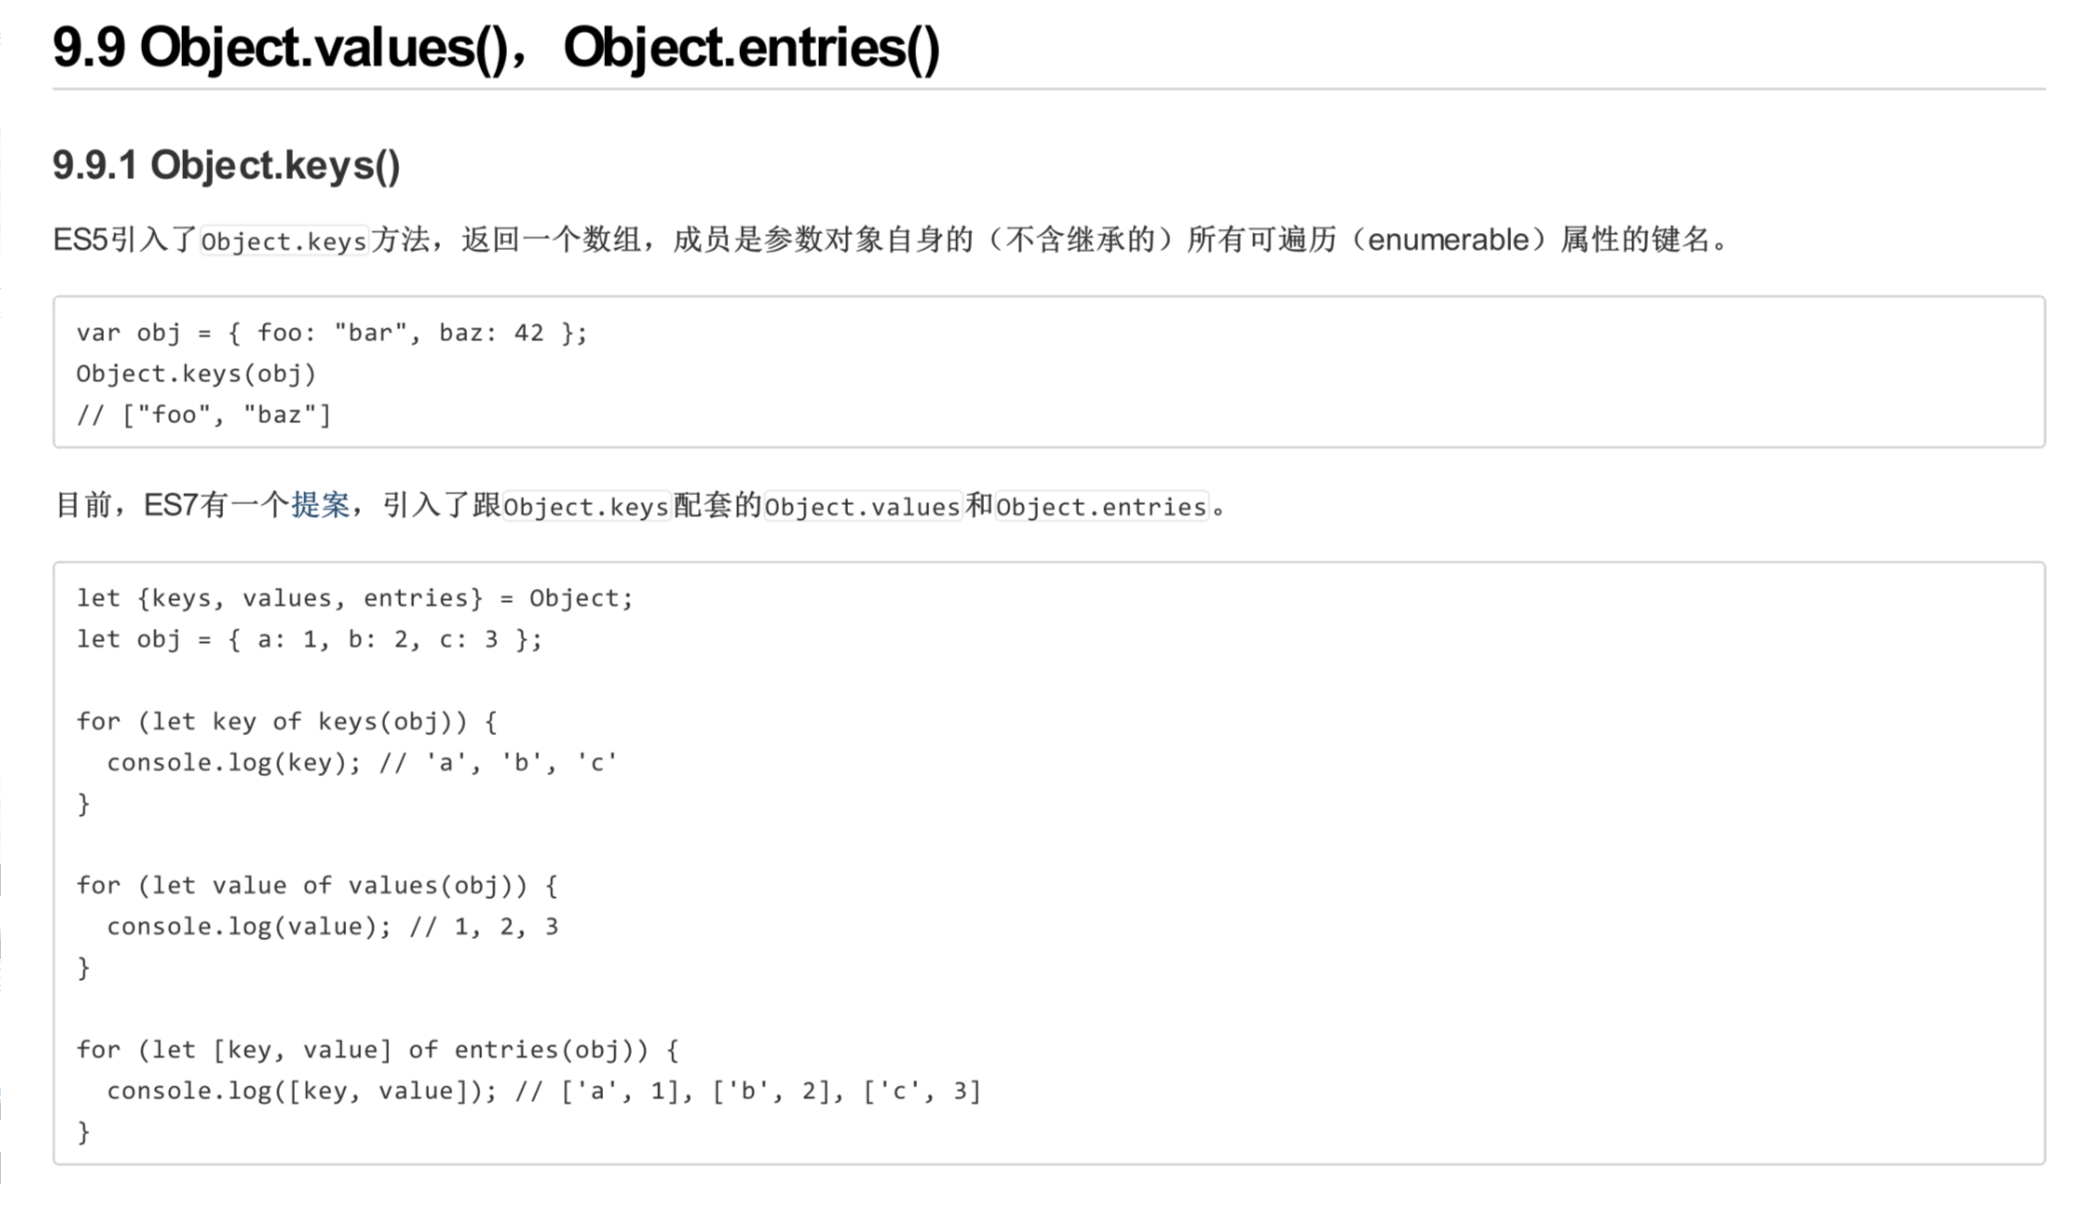 9.9 Object.values()，Object.entries()
9.9.1 Object.keys()
ES5引入了Object.keys方法，返回一个数组，成员是参数对象自身的（不含继承的）所有可遍历（enumerable）属性的键名。
var obj = { foo: "bar", baz: 42 };
Object.keys(obj)
// ["foo", "baz"]
目前，ES7有一个提案，引入了跟Object.keys配套的Object.values和Object.entries。
let {keys, values, entries} = Object;
let obj = { a: 1, b: 2, c: 3 };
for (let key of keys(obj)) {
  console.log(key); // 'a', 'b', 'c'
}
for (let value of values(obj)) {
  console.log(value); // 1, 2, 3
}
for (let [key, value] of entries(obj)) {
  console.log([key, value]); // ['a', 1], ['b', 2], ['c', 3]
}